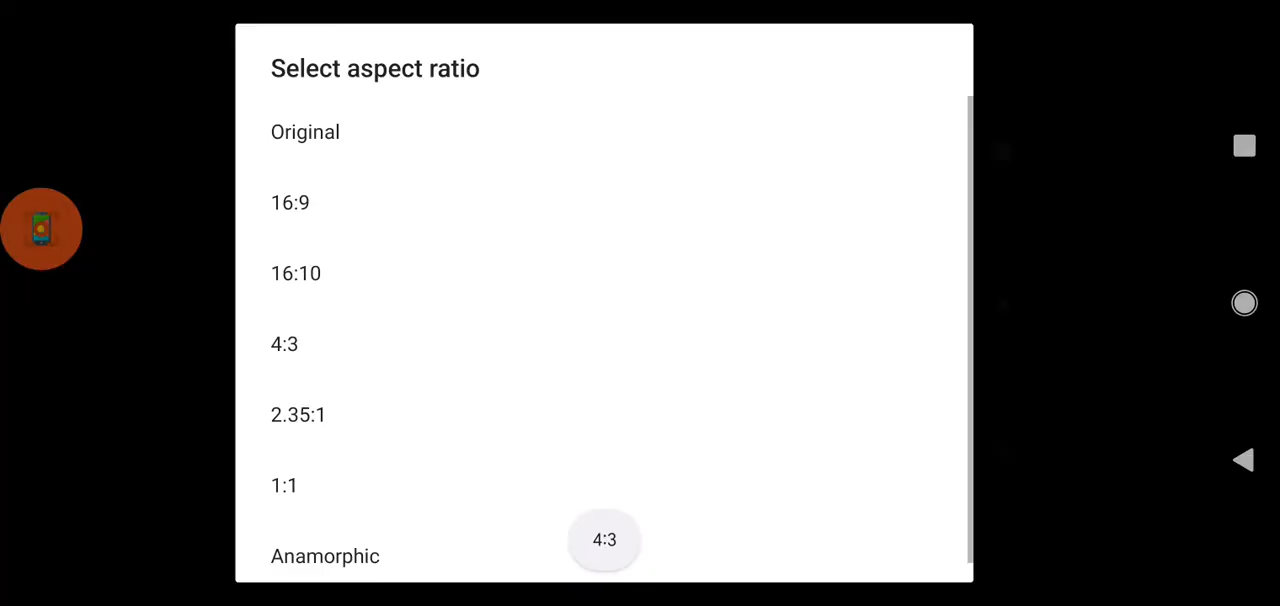 Select aspect ratio
Original
16:9
16:10
4:3
2.35:1
1:1
4:3
Anamorphic